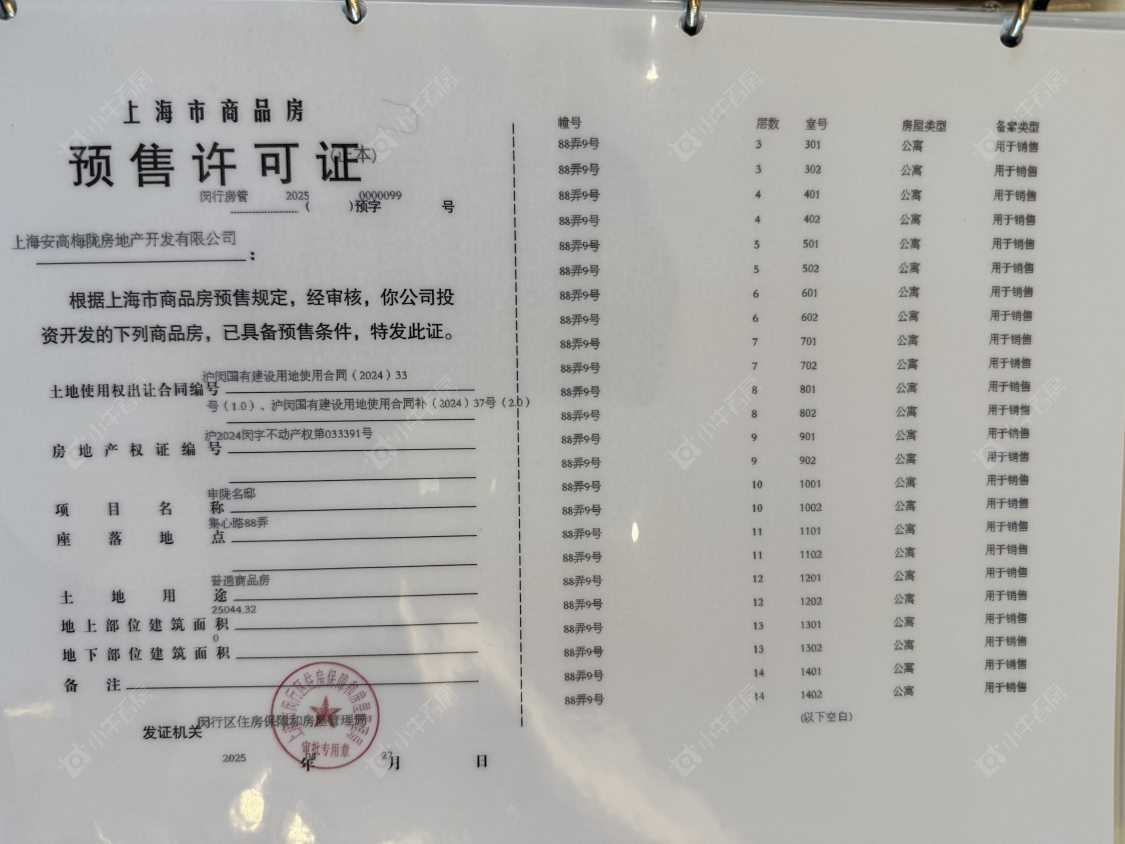 上海市商品房
预售许可证(正本)
闵行房管(2025)预字0000099号
上海安高梅陇房地产开发有限公司：
根据上海市商品房预售规定，经审核，你公司投
资开发的下列商品房，已具备预售条件，特发此证。
土地使用权出让合同编号 沪闵国有建设用地使用合同（2024）33
号（1.0）、沪闵国有建设用地使用合同补（2024）37号（2.0）
房地产权证编号 沪2024闵字不动产权第033391号
项目名称 申陇名邸
座落地点 集心路88弄
土地用途 普通商品房
地上部位建筑面积 25044.32
地下部位建筑面积 0
备注
发证机关 闵行区住房保障和房屋管理局
审批专用章
2025 年 27 月 日
幢号 层数 室号 房屋类型 备案类型
88弄9号 3 301 公寓 用于销售
88弄9号 3 302 公寓 用于销售
88弄9号 4 401 公寓 用于销售
88弄9号 4 402 公寓 用于销售
88弄9号 5 501 公寓 用于销售
88弄9号 5 502 公寓 用于销售
88弄9号 6 601 公寓 用于销售
88弄9号 6 602 公寓 用于销售
88弄9号 7 701 公寓 用于销售
88弄9号 7 702 公寓 用于销售
88弄9号 8 801 公寓 用于销售
88弄9号 8 802 公寓 用于销售
88弄9号 9 901 公寓 用于销售
88弄9号 9 902 公寓 用于销售
88弄9号 10 1001 公寓 用于销售
88弄9号 10 1002 公寓 用于销售
88弄9号 11 1101 公寓 用于销售
88弄9号 11 1102 公寓 用于销售
88弄9号 12 1201 公寓 用于销售
88弄9号 12 1202 公寓 用于销售
88弄9号 13 1301 公寓 用于销售
88弄9号 13 1302 公寓 用于销售
88弄9号 14 1401 公寓 用于销售
88弄9号 14 1402 公寓 用于销售
(以下空白)
小牛看房